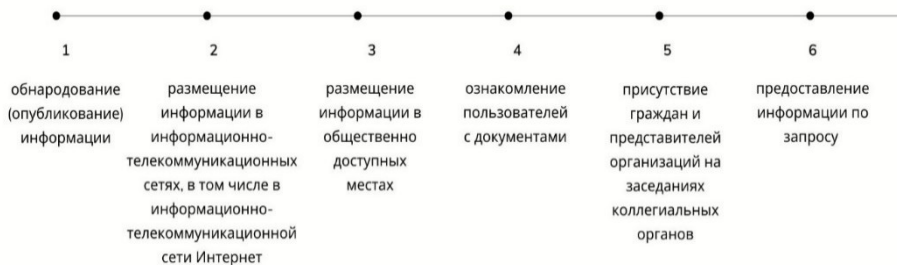 1
обнародование
(опубликование)
информации
2
размещение
информации в
информационно-
телекоммуникационных
сетях, в том числе в
информационно-
телекоммуникационной
сети Интернет
3
размещение
информации в
общественно
доступных
местах
4
ознакомление
пользователей
с документами
5
присутствие
граждан и
представителей
организаций на
заседаниях
коллегиальных
органов
6
предоставление
информации по
запросу